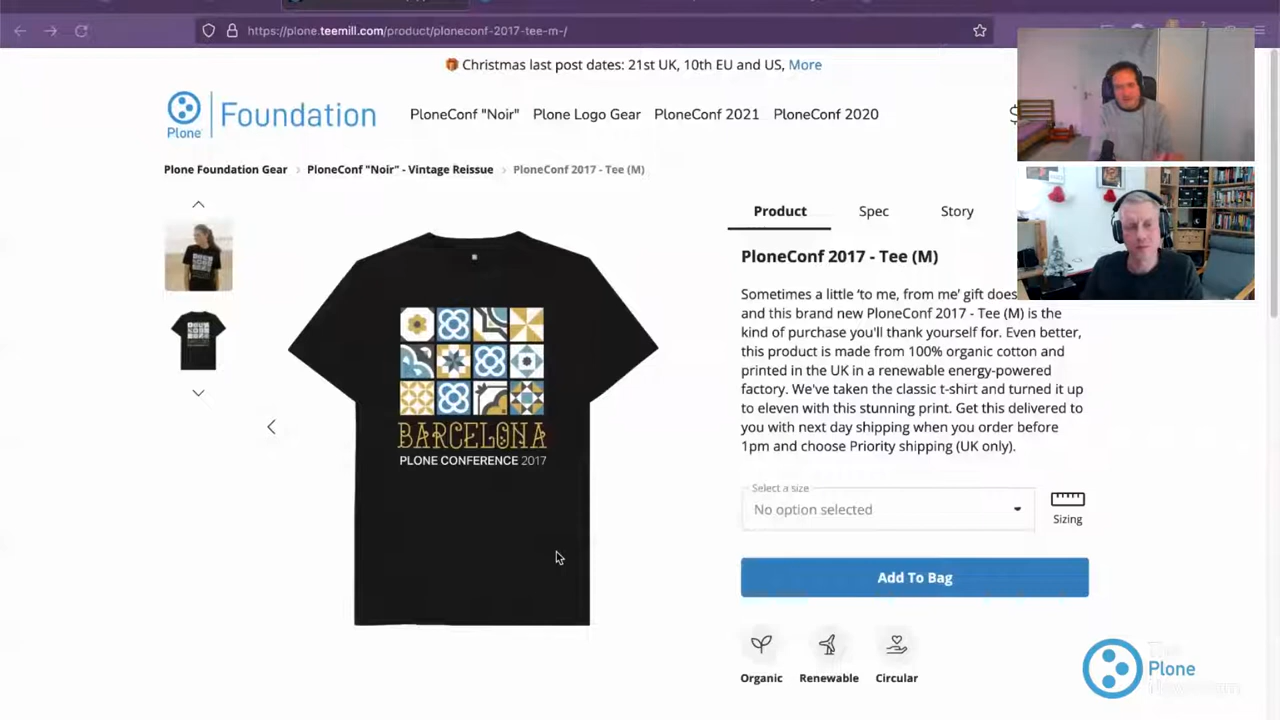 https://plone.teemill.com/product/ploneconf-2017-tee-m-/
Christmas last post dates: 21st UK, 10th EU and US, More
Plone
Foundation
PloneConf "Noir"
Plone Logo Gear
PloneConf 2021
PloneConf 2020
$
Plone Foundation Gear
PloneConf "Noir" - Vintage Reissue
PloneConf 2017 - Tee (M)
Product
Spec
Story
PloneConf 2017 - Tee (M)
Sometimes a little ‘to me, from me’ gift does
and this brand new PloneConf 2017 - Tee (M) is the
kind of purchase you'll thank yourself for. Even better,
this product is made from 100% organic cotton and
printed in the UK in a renewable energy-powered
factory. We've taken the classic t-shirt and turned it up
to eleven with this stunning print. Get this delivered to
you with next day shipping when you order before
1pm and choose Priority shipping (UK only).
BARCELONA
PLONE CONFERENCE 2017
Select a size
No option selected
Sizing
Add To Bag
Organic
Renewable
Circular
The
Plone